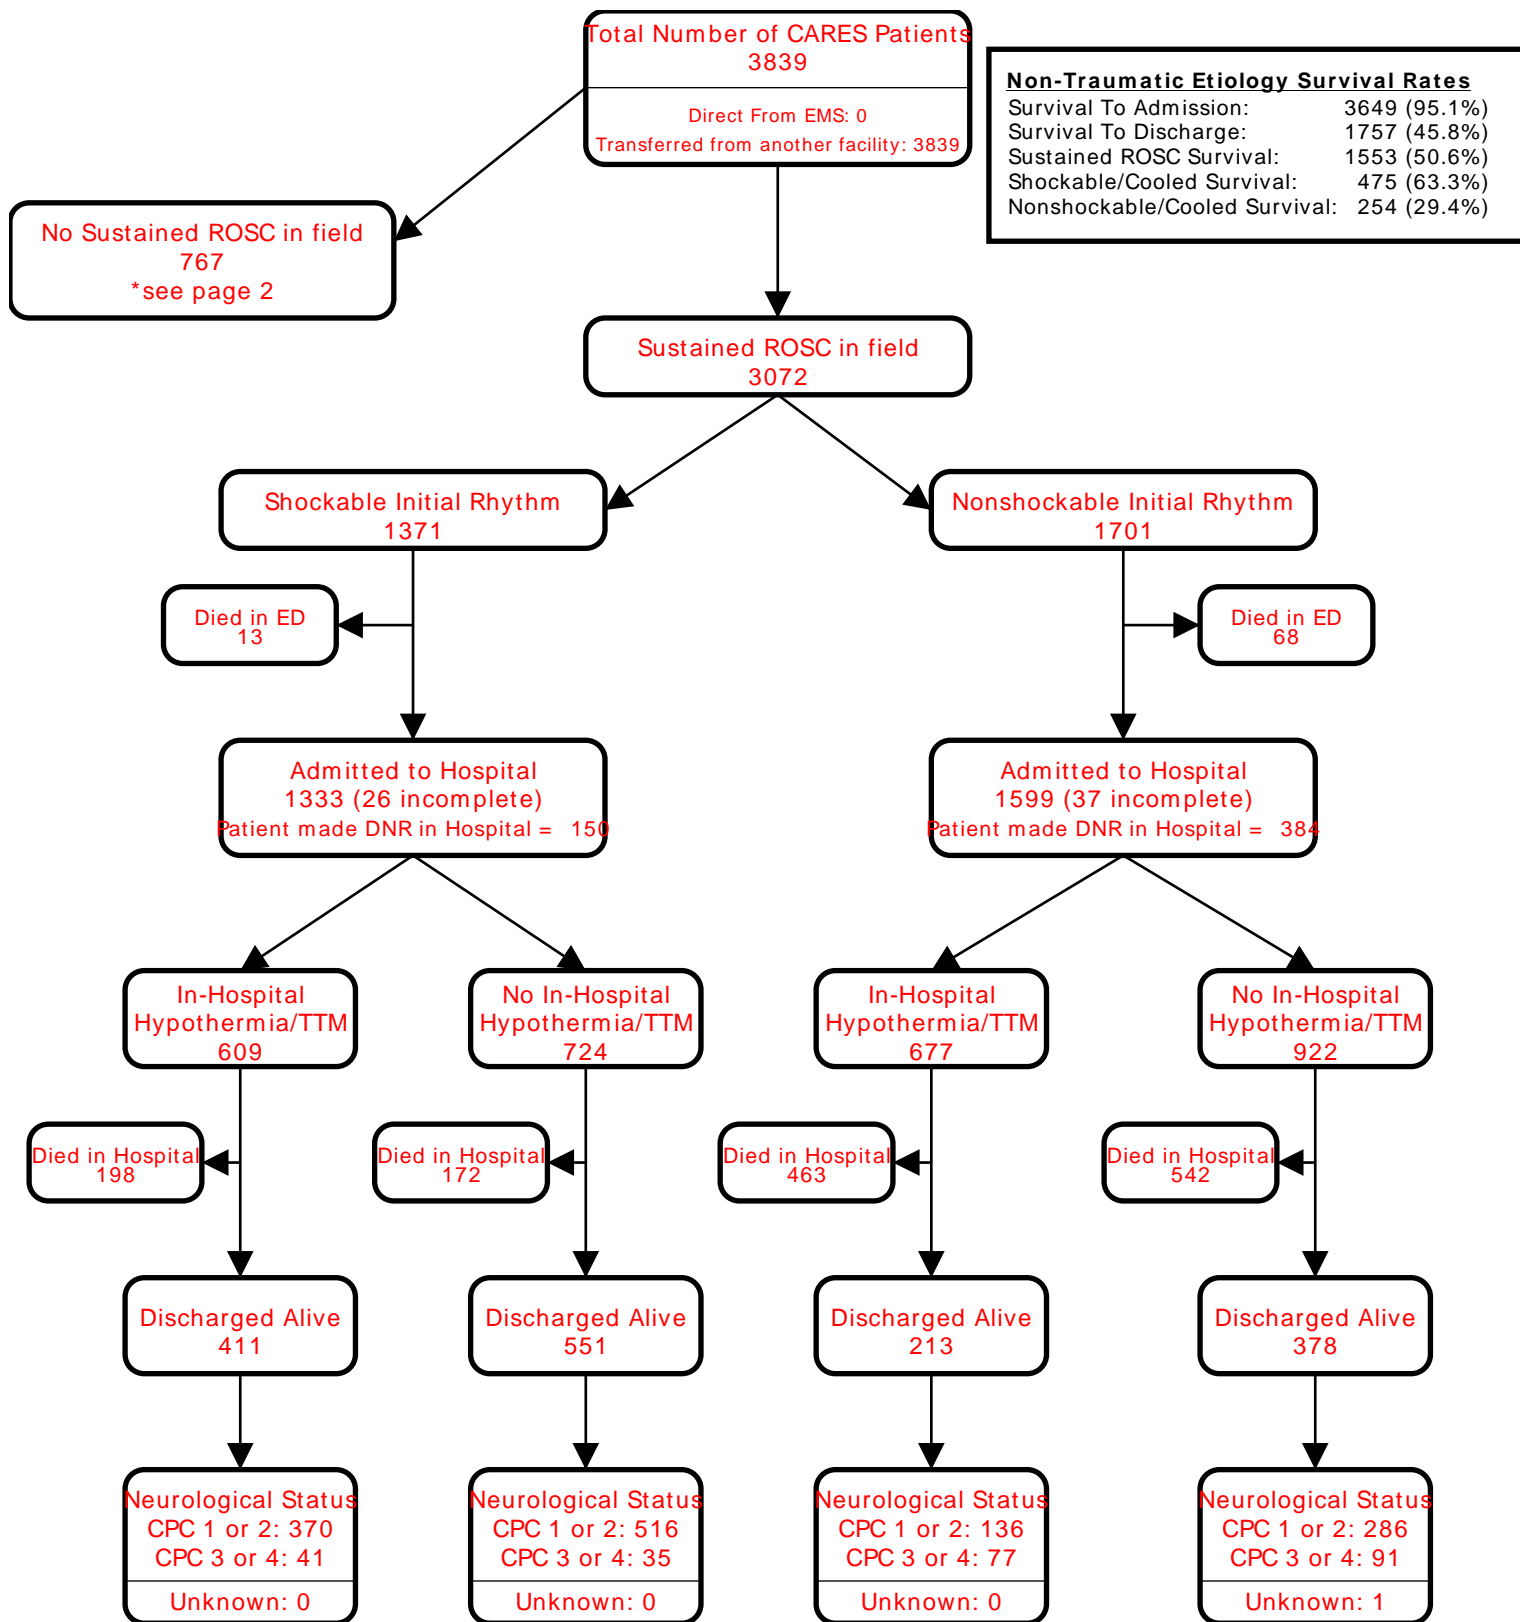 Total Number of CARES Patients
3839
Direct From EMS: 0
Transferred from another facility: 3839
Non-Traumatic Etiology Survival Rates
Survival To Admission: 3649 (95.1%)
Survival To Discharge: 1757 (45.8%)
Sustained ROSC Survival: 1553 (50.6%)
Shockable/Cooled Survival: 475 (63.3%)
Nonshockable/Cooled Survival: 254 (29.4%)
No Sustained ROSC in field
767
*see page 2
Sustained ROSC in field
3072
Shockable Initial Rhythm
1371
Nonshockable Initial Rhythm
1701
Died in ED
13
Died in ED
68
Admitted to Hospital
1333 (26 incomplete)
Patient made DNR in Hospital = 150
Admitted to Hospital
1599 (37 incomplete)
Patient made DNR in Hospital = 384
In-Hospital
Hypothermia/TTM
609
No In-Hospital
Hypothermia/TTM
724
In-Hospital
Hypothermia/TTM
677
No In-Hospital
Hypothermia/TTM
922
Died in Hospital
198
Died in Hospital
172
Died in Hospital
463
Died in Hospital
542
Discharged Alive
411
Discharged Alive
551
Discharged Alive
213
Discharged Alive
378
Neurological Status
CPC 1 or 2: 370
CPC 3 or 4: 41
Unknown: 0
Neurological Status
CPC 1 or 2: 516
CPC 3 or 4: 35
Unknown: 0
Neurological Status
CPC 1 or 2: 136
CPC 3 or 4: 77
Unknown: 0
Neurological Status
CPC 1 or 2: 286
CPC 3 or 4: 91
Unknown: 1